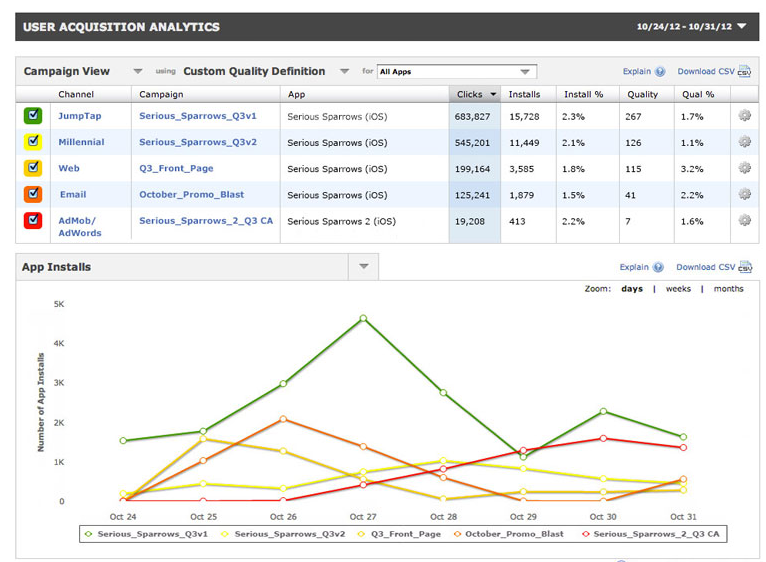 USER ACQUISITION ANALYTICS 10/24/12 - 10/31/12
Campaign View using Custom Quality Definition for All Apps Explain Download CSV
Channel Campaign App Clicks Installs Install % Quality Qual %
JumpTap Serious_Sparrows_Q3v1 Serious Sparrows (iOS) 683,827 15,728 2.3% 267 1.7%
Millennial Serious_Sparrows_Q3v2 Serious Sparrows (iOS) 545,201 11,449 2.1% 126 1.1%
Web Q3_Front_Page Serious Sparrows (iOS) 199,164 3,585 1.8% 115 3.2%
Email October_Promo_Blast Serious Sparrows (iOS) 125,241 1,879 1.5% 41 2.2%
AdMob/ Serious_Sparrows_2_Q3 CA Serious Sparrows 2 (iOS) 19,208 413 2.2% 7 1.6%
AdWords
App Installs Explain Download CSV
Zoom: days | weeks | months
Number of App Installs
5K
4K
3K
2K
1K
0
Oct 24 Oct 25 Oct 26 Oct 27 Oct 28 Oct 29 Oct 30 Oct 31
Serious_Sparrows_Q3v1 Serious_Sparrows_Q3v2 Q3_Front_Page October_Promo_Blast Serious_Sparrows_2_Q3 CA